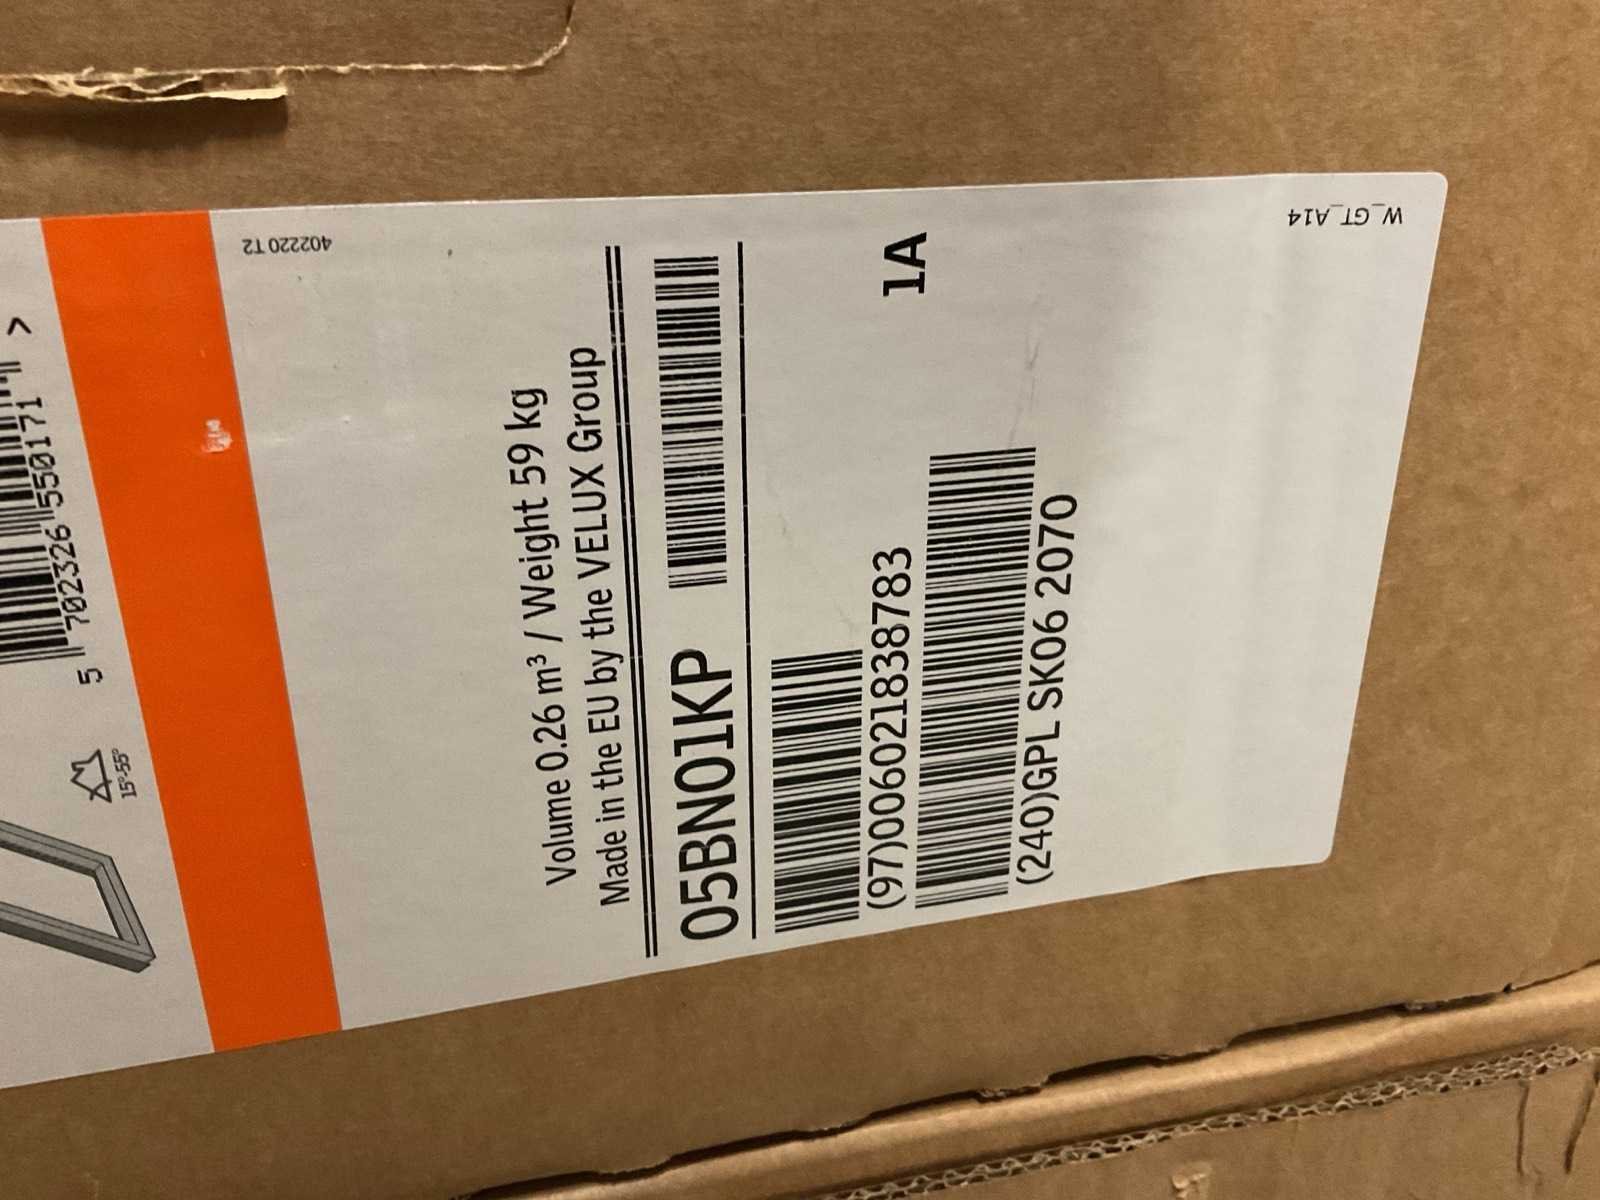 15°-55°
5 702326 550171 >
402220 T2
Volume 0.26 m³ / Weight 59 kg
Made in the EU by the VELUX Group
05BN01KP
(97)00602183878​3
1A
(240)GPL SK06 2070
W_GT_A14